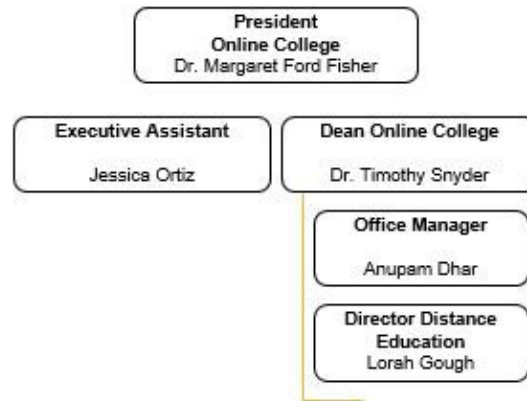 President
Online College
Dr. Margaret Ford Fisher
Executive Assistant
Jessica Ortiz
Dean Online College
Dr. Timothy Snyder
Office Manager
Anupam Dhar
Director Distance
Education
Lorah Gough